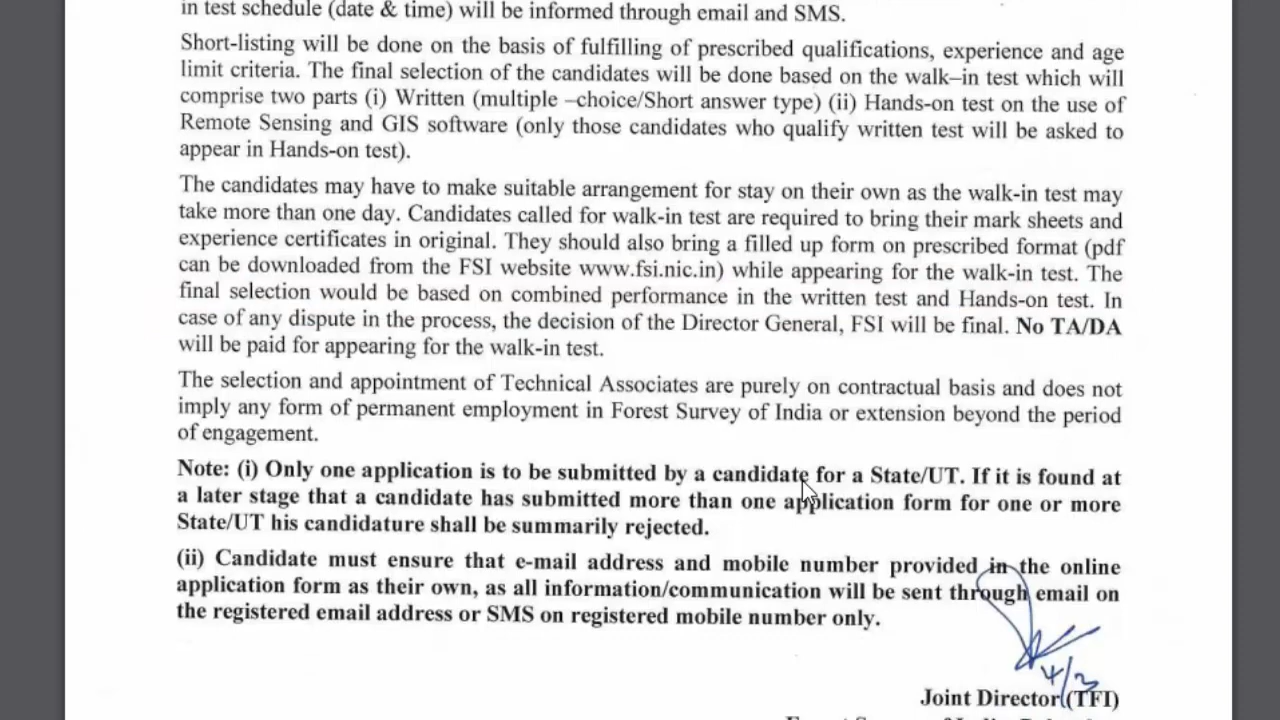 in test schedule (date & time) will be informed through email and SMS.
Short-listing will be done on the basis of fulfilling of prescribed qualifications, experience and age
limit criteria. The final selection of the candidates will be done based on the walk–in test which will
comprise two parts (i) Written (multiple –choice/Short answer type) (ii) Hands-on test on the use of
Remote Sensing and GIS software (only those candidates who qualify written test will be asked to
appear in Hands-on test).
The candidates may have to make suitable arrangement for stay on their own as the walk-in test may
take more than one day. Candidates called for walk-in test are required to bring their mark sheets and
experience certificates in original. They should also bring a filled up form on prescribed format (pdf
can be downloaded from the FSI website www.fsi.nic.in) while appearing for the walk-in test. The
final selection would be based on combined performance in the written test and Hands-on test. In
case of any dispute in the process, the decision of the Director General, FSI will be final. No TA/DA
will be paid for appearing for the walk-in test.
The selection and appointment of Technical Associates are purely on contractual basis and does not
imply any form of permanent employment in Forest Survey of India or extension beyond the period
of engagement.
Note: (i) Only one application is to be submitted by a candidate for a State/UT. If it is found at
a later stage that a candidate has submitted more than one application form for one or more
State/UT his candidature shall be summarily rejected.
(ii) Candidate must ensure that e-mail address and mobile number provided in the online
application form as their own, as all information/communication will be sent through email on
the registered email address or SMS on registered mobile number only.
4/3
Joint Director (TFI)